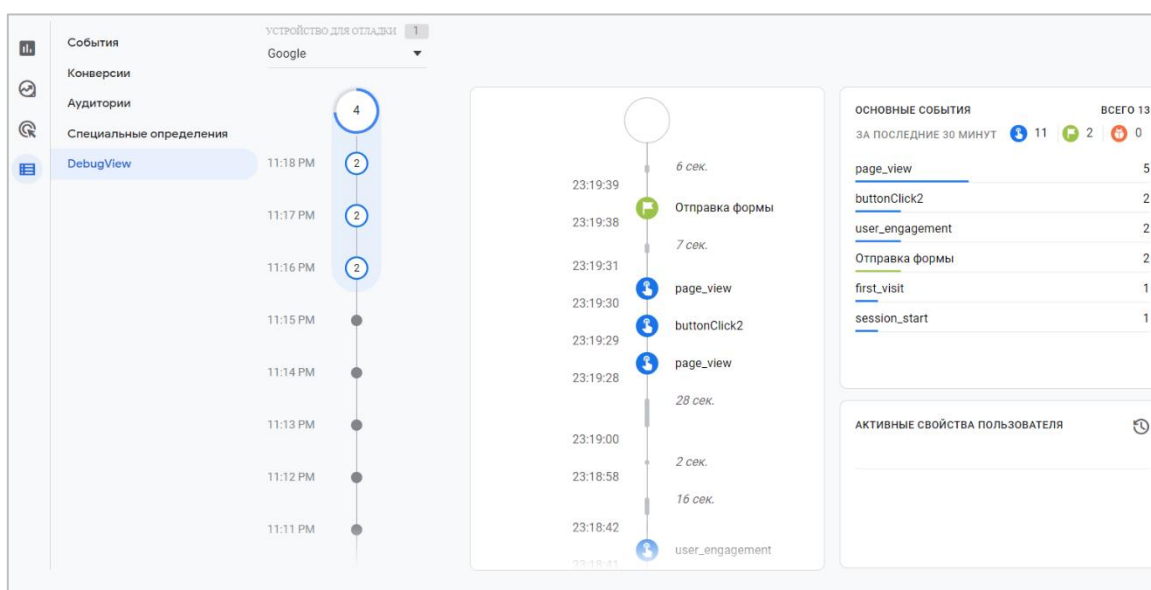 События
Конверсии
Аудитории
Специальные определения
DebugView
УСТРОЙСТВО ДЛЯ ОТЛАДКИ 1
Google
4
11:18 PM 2
11:17 PM 2
11:16 PM 2
11:15 PM
11:14 PM
11:13 PM
11:12 PM
11:11 PM
6 сек.
23:19:39
Отправка формы
23:19:38
7 сек.
23:19:31
page_view
23:19:30
buttonClick2
23:19:29
page_view
23:19:28
28 сек.
23:19:00
2 сек.
23:18:58
16 сек.
23:18:42
user_engagement
23:18:41
ОСНОВНЫЕ СОБЫТИЯ ВСЕГО 13
ЗА ПОСЛЕДНИЕ 30 МИНУТ 11 2 0
page_view 5
buttonClick2 2
user_engagement 2
Отправка формы 2
first_visit 1
session_start 1
АКТИВНЫЕ СВОЙСТВА ПОЛЬЗОВАТЕЛЯ